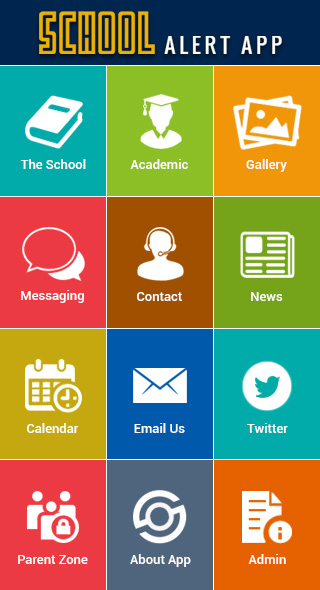 SCHOOL ALERT APP
The School
Academic
Gallery
Messaging
Contact
News
Calendar
Email Us
Twitter
Parent Zone
About App
Admin